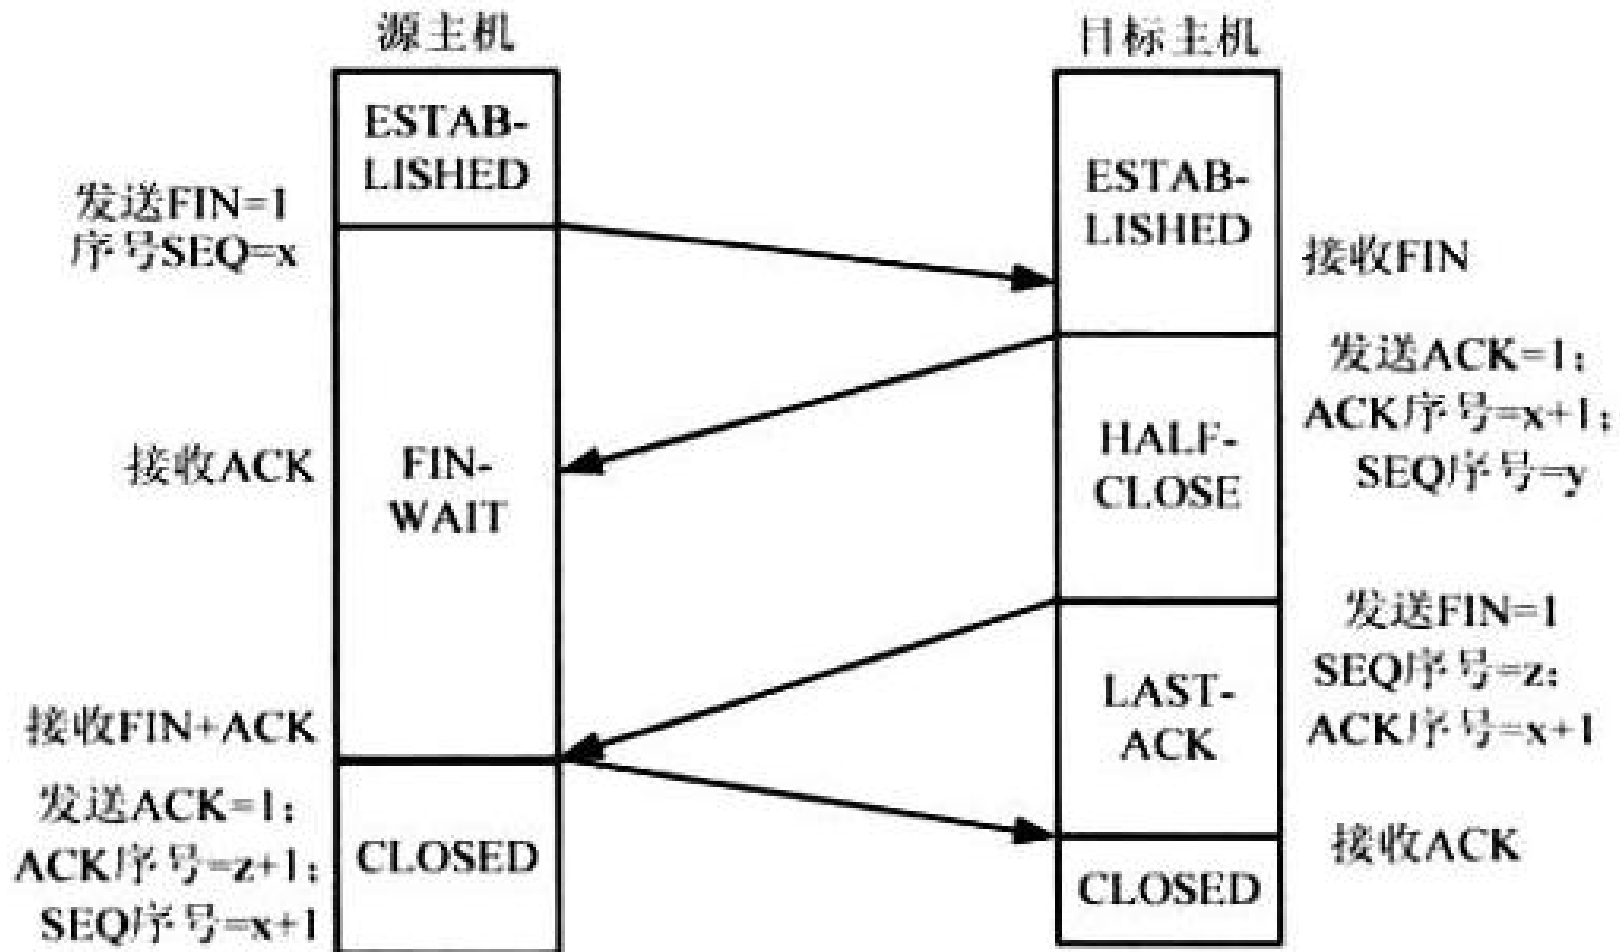 源主机
目标主机
ESTAB-
LISHED
发送FIN=1
序号SEQ=x
ESTAB-
LISHED
接收FIN
发送ACK=1;
ACK序号=x+1;
SEQ序号=y
接收ACK
FIN-
WAIT
HALF-
CLOSE
发送FIN=1
SEQ序号=z;
ACK序号=x+1
LAST-
ACK
接收FIN+ACK
发送ACK=1;
ACK序号=z+1;
SEQ序号=x+1
CLOSED
接收ACK
CLOSED